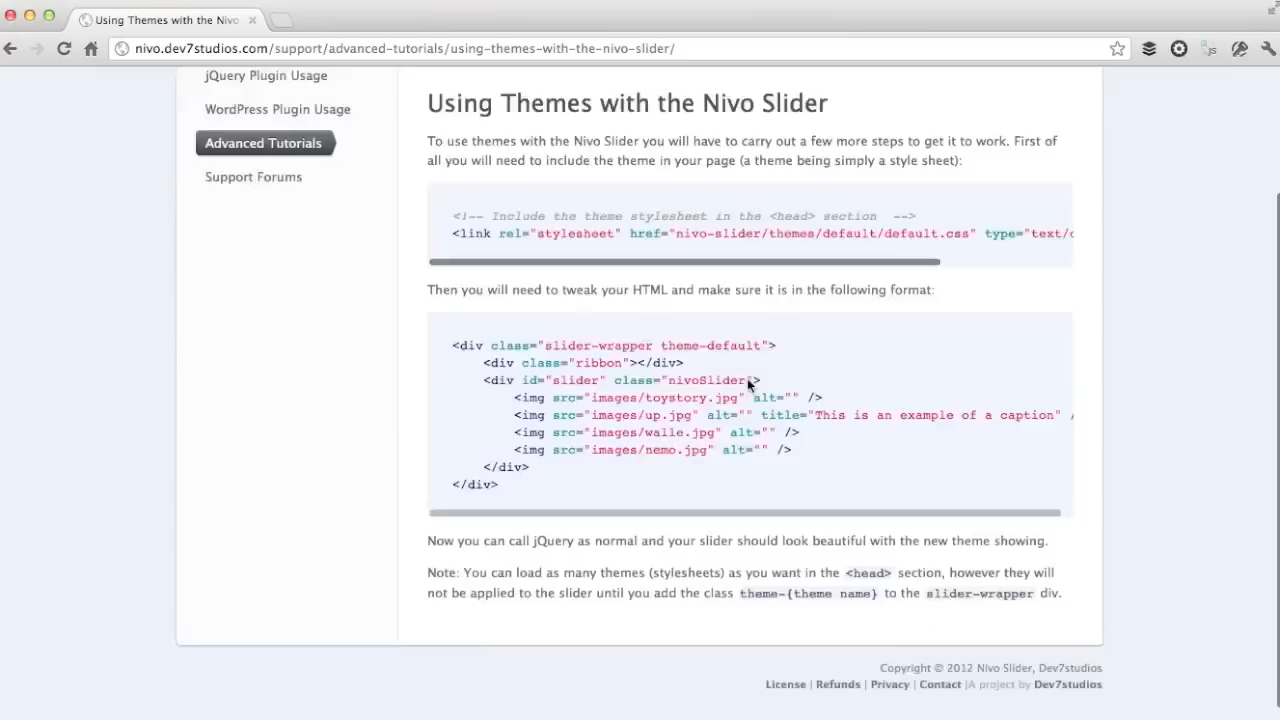 Using Themes with the Nivo
nivo.dev7studios.com/support/advanced-tutorials/using-themes-with-the-nivo-slider/
js
jQuery Plugin Usage
WordPress Plugin Usage
Advanced Tutorials
Support Forums
Using Themes with the Nivo Slider
To use themes with the Nivo Slider you will have to carry out a few more steps to get it to work. First of
all you will need to include the theme in your page (a theme being simply a style sheet):
<!-- Include the theme stylesheet in the <head> section  -->
<link rel="stylesheet" href="nivo-slider/themes/default/default.css" type="text/c
Then you will need to tweak your HTML and make sure it is in the following format:
<div class="slider-wrapper theme-default">
    <div class="ribbon"></div>
    <div id="slider" class="nivoSlider">
        <img src="images/toystory.jpg" alt="" />
        <img src="images/up.jpg" alt="" title="This is an example of a caption" /
        <img src="images/walle.jpg" alt="" />
        <img src="images/nemo.jpg" alt="" />
    </div>
</div>
Now you can call jQuery as normal and your slider should look beautiful with the new theme showing.
Note: You can load as many themes (stylesheets) as you want in the <head> section, however they will
not be applied to the slider until you add the class theme-{theme name} to the slider-wrapper div.
Copyright © 2012 Nivo Slider, Dev7studios
License | Refunds | Privacy | Contact |A project by Dev7studios